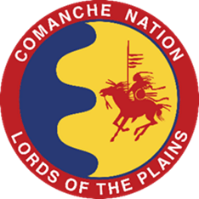 COMANCHE NATION
LORDS OF THE PLAINS